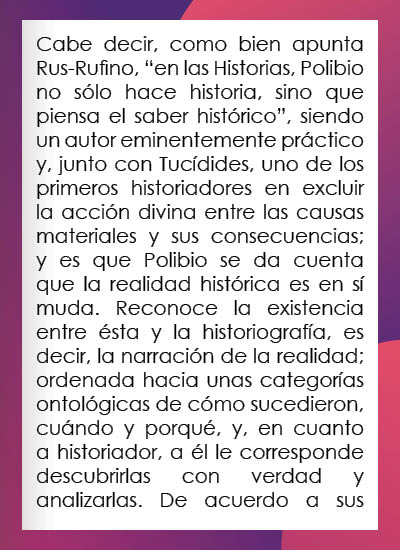 Cabe decir, como bien apunta
Rus-Rufino, “en las Historias, Polibio
no sólo hace historia, sino que
piensa el saber histórico”, siendo
un autor eminentemente práctico
y, junto con Tucídides, uno de los
primeros historiadores en excluir
la acción divina entre las causas
materiales y sus consecuencias;
y es que Polibio se da cuenta
que la realidad histórica es en sí
muda. Reconoce la existencia
entre ésta y la historiografía, es
decir, la narración de la realidad;
ordenada hacia unas categorías
ontológicas de cómo sucedieron,
cuándo y porqué, y, en cuanto
a historiador, a él le corresponde
descubrirlas con verdad y
analizarlas. De acuerdo a sus